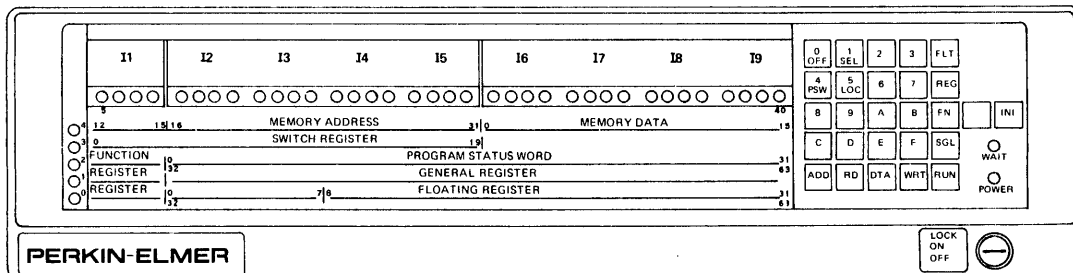 I1 I2 I3 I4 I5 I6 I7 I8 I9
5 40
4 12 15 16 MEMORY ADDRESS 31 0 MEMORY DATA 15
3 0 SWITCH REGISTER 19
2 FUNCTION 0 PROGRAM STATUS WORD 31
1 REGISTER 32 GENERAL REGISTER 63
0 REGISTER 0 7 6 FLOATING REGISTER 31
32 61
0 OFF 1 SEL 2 3 FLT
4 PSW 5 LOC 6 7 REG
8 9 A B FN INI
C D E F SGL
WAIT
ADD RD DTA WRT RUN
POWER
PERKIN-ELMER
LOCK
ON
OFF